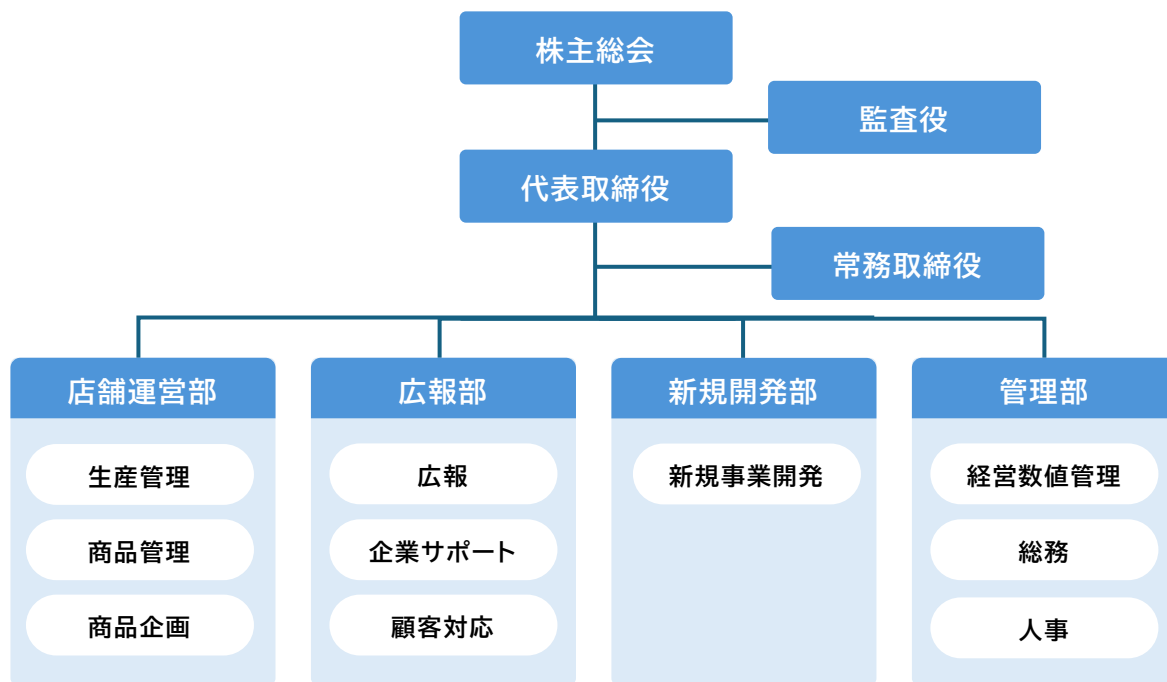 株主総会
監査役
代表取締役
常務取締役
店舗運営部
生産管理
商品管理
商品企画
広報部
広報
企業サポート
顧客対応
新規開発部
新規事業開発
管理部
経営数値管理
総務
人事